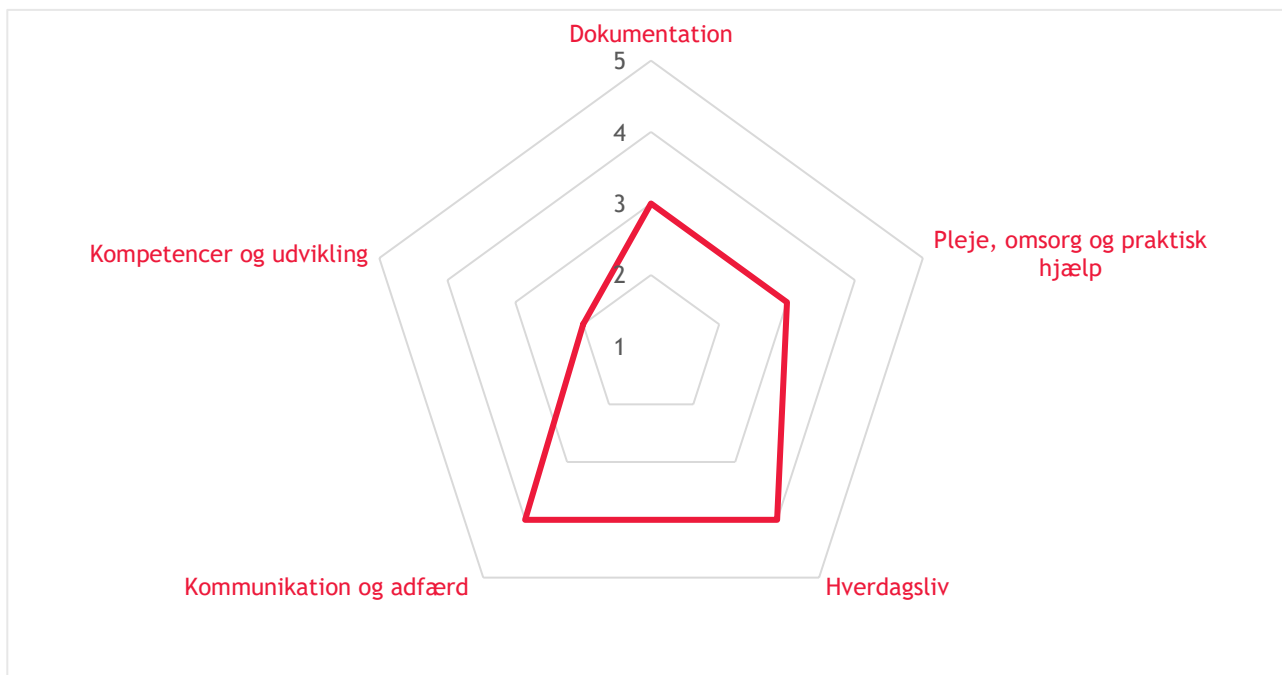 Dokumentation
5
4
3
2
1
Pleje, omsorg og praktisk
hjælp
Kompetencer og udvikling
Kommunikation og adfærd
Hverdagsliv